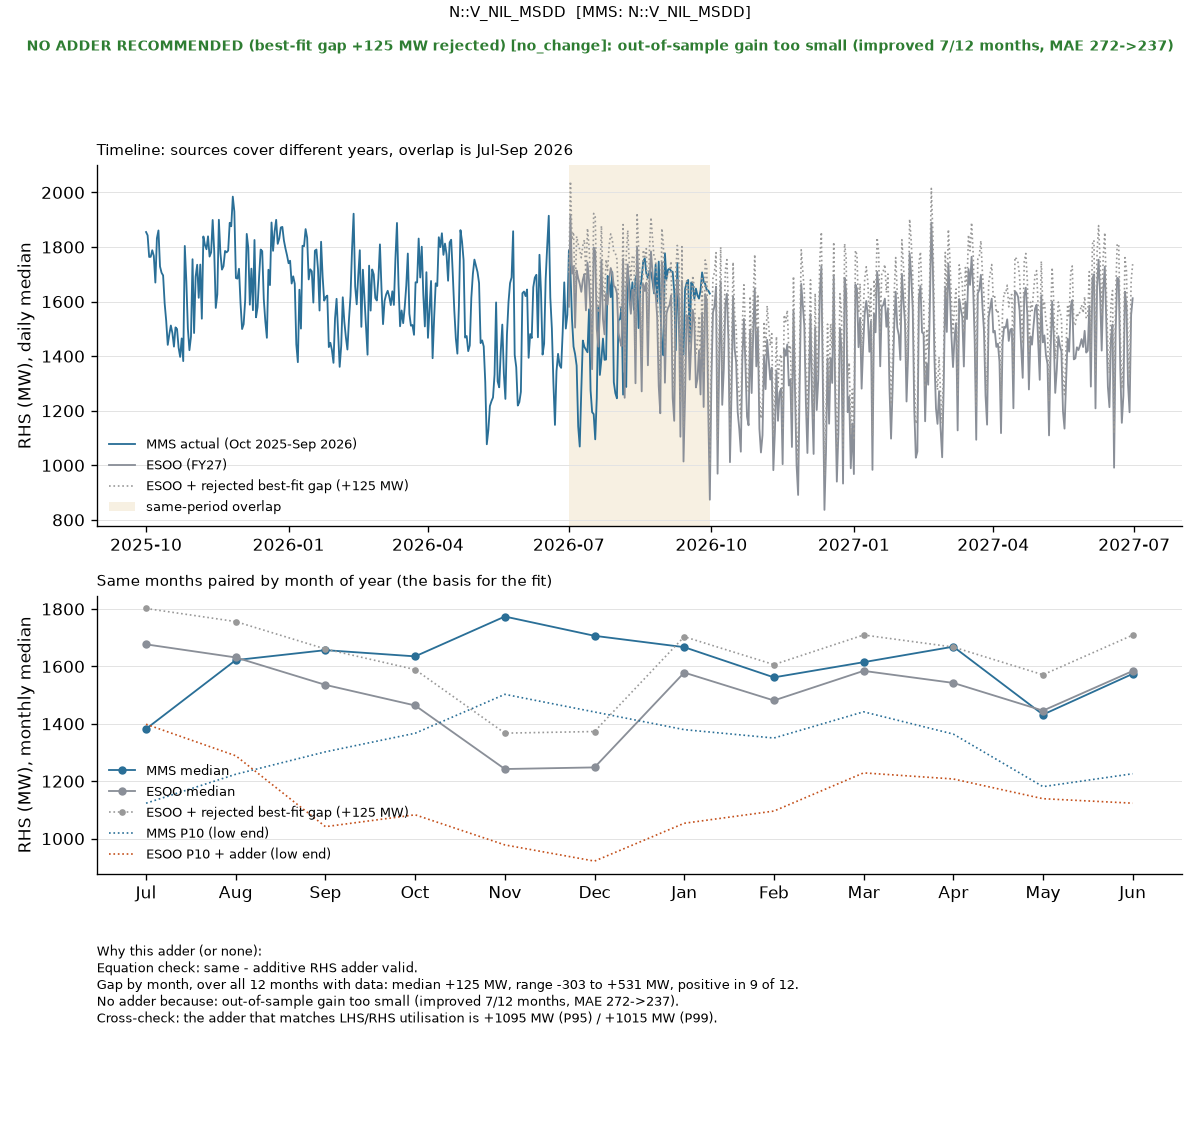 N::V_NIL_MSDD  [MMS: N::V_NIL_MSDD]
NO ADDER RECOMMENDED (best-fit gap +125 MW rejected) [no_change]: out-of-sample gain too small (improved 7/12 months, MAE 272->237)
Timeline: sources cover different years, overlap is Jul-Sep 2026
RHS (MW), daily median
2000
1800
1600
1400
1200
1000
800
MMS actual (Oct 2025-Sep 2026)
ESOO (FY27)
ESOO + rejected best-fit gap (+125 MW)
same-period overlap
2025-10 2026-01 2026-04 2026-07 2026-10 2027-01 2027-04 2027-07
Same months paired by month of year (the basis for the fit)
RHS (MW), monthly median
1800
1600
1400
1200
1000
MMS median
ESOO median
ESOO + rejected best-fit gap (+125 MW)
MMS P10 (low end)
ESOO P10 + adder (low end)
Jul Aug Sep Oct Nov Dec Jan Feb Mar Apr May Jun
Why this adder (or none):
Equation check: same - additive RHS adder valid.
Gap by month, over all 12 months with data: median +125 MW, range -303 to +531 MW, positive in 9 of 12.
No adder because: out-of-sample gain too small (improved 7/12 months, MAE 272->237).
Cross-check: the adder that matches LHS/RHS utilisation is +1095 MW (P95) / +1015 MW (P99).